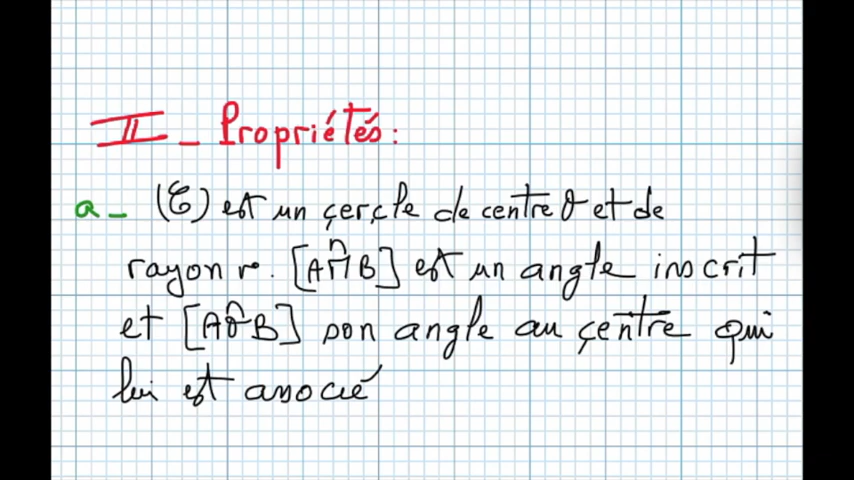 II - Propriétés:
a - (C) est un cercle de centre O et de
rayon r. [AMB] est un angle inscrit
et [AOB] son angle au centre qui
lui est associé